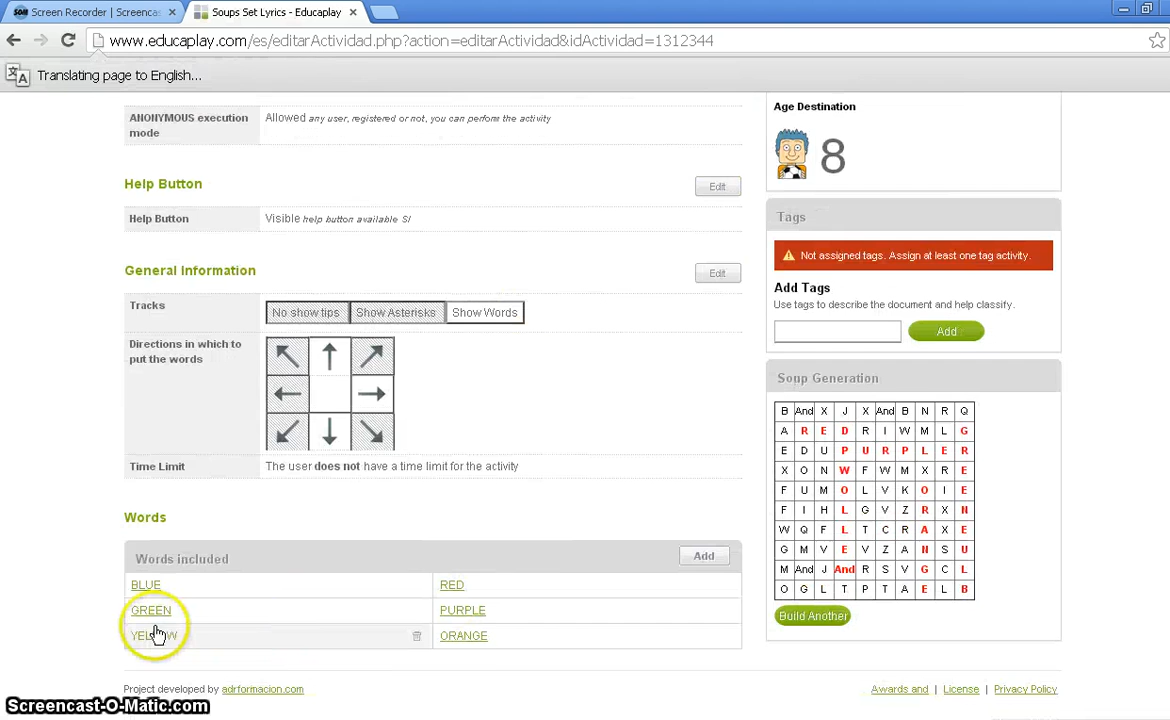 Screen Recorder | Screencas
Soups Set Lyrics - Educaplay
www.educaplay.com/es/editarActividad.php?action=editarActividad&idActividad=1312344
Translating page to English...
ANONYMOUS execution mode
Allowed any user, registered or not, you can perform the activity
Help Button
Edit
Help Button
Visible help button available SI
General Information
Edit
Tracks
No show tips
Show Asterisks
Show Words
Directions in which to put the words
Time Limit
The user does not have a time limit for the activity
Words
Words included
Add
BLUE
RED
GREEN
PURPLE
YELLOW
ORANGE
Age Destination
8
Tags
Not assigned tags. Assign at least one tag activity.
Add Tags
Use tags to describe the document and help classify.
Add
Soup Generation
B And X J X And B N R Q
A R E D R I W M L G
E D U P U R P L E R
X O N W F W M X R E
F U M O L V K O I E
F I H L G V Z R X N
W Q F L T C R A X E
G M V E V Z A N S U
M And J And R S V G C L
O G L T P T A E L B
Build Another
Project developed by adrformacion.com
Awards and | License | Privacy Policy
Screencast-O-Matic.com